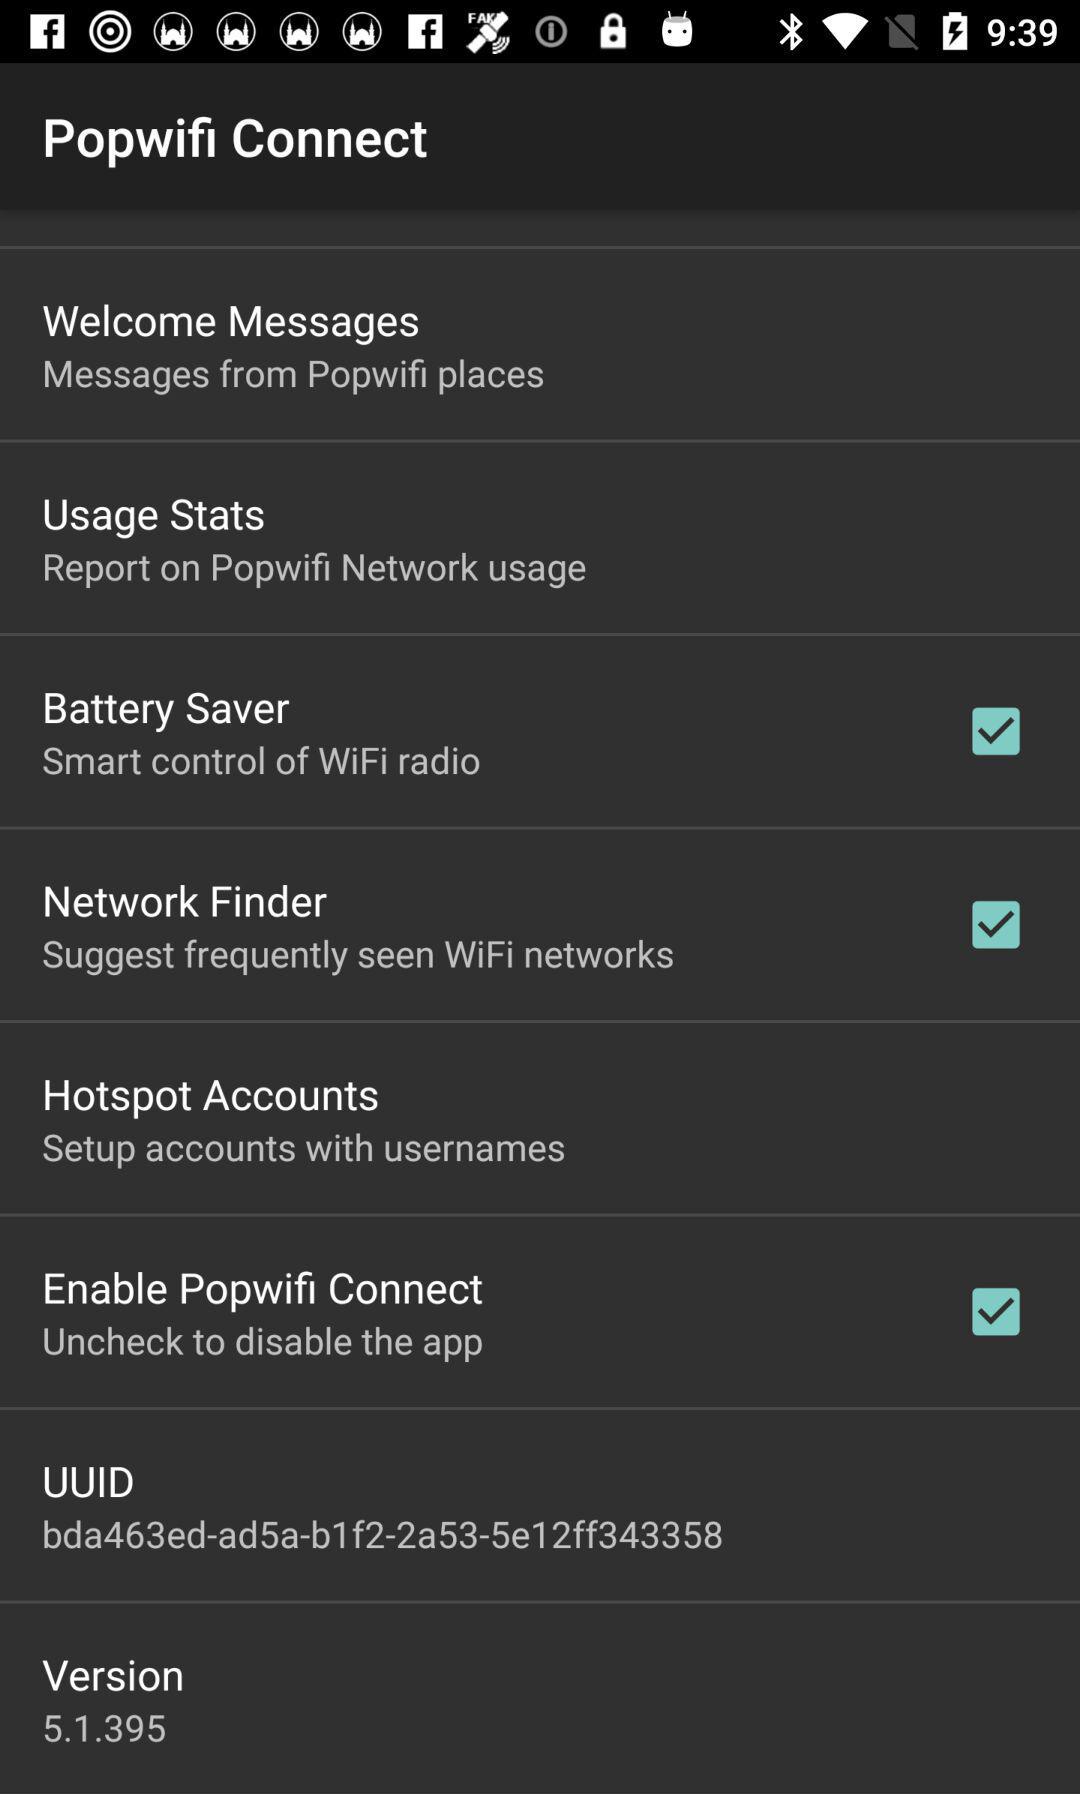 FAKE
9:39
Popwifi Connect
Welcome Messages
Messages from Popwifi places
Usage Stats
Report on Popwifi Network usage
Battery Saver
Smart control of WiFi radio
Network Finder
Suggest frequently seen WiFi networks
Hotspot Accounts
Setup accounts with usernames
Enable Popwifi Connect
Uncheck to disable the app
UUID
bda463ed-ad5a-b1f2-2a53-5e12ff343358
Version
5.1.395